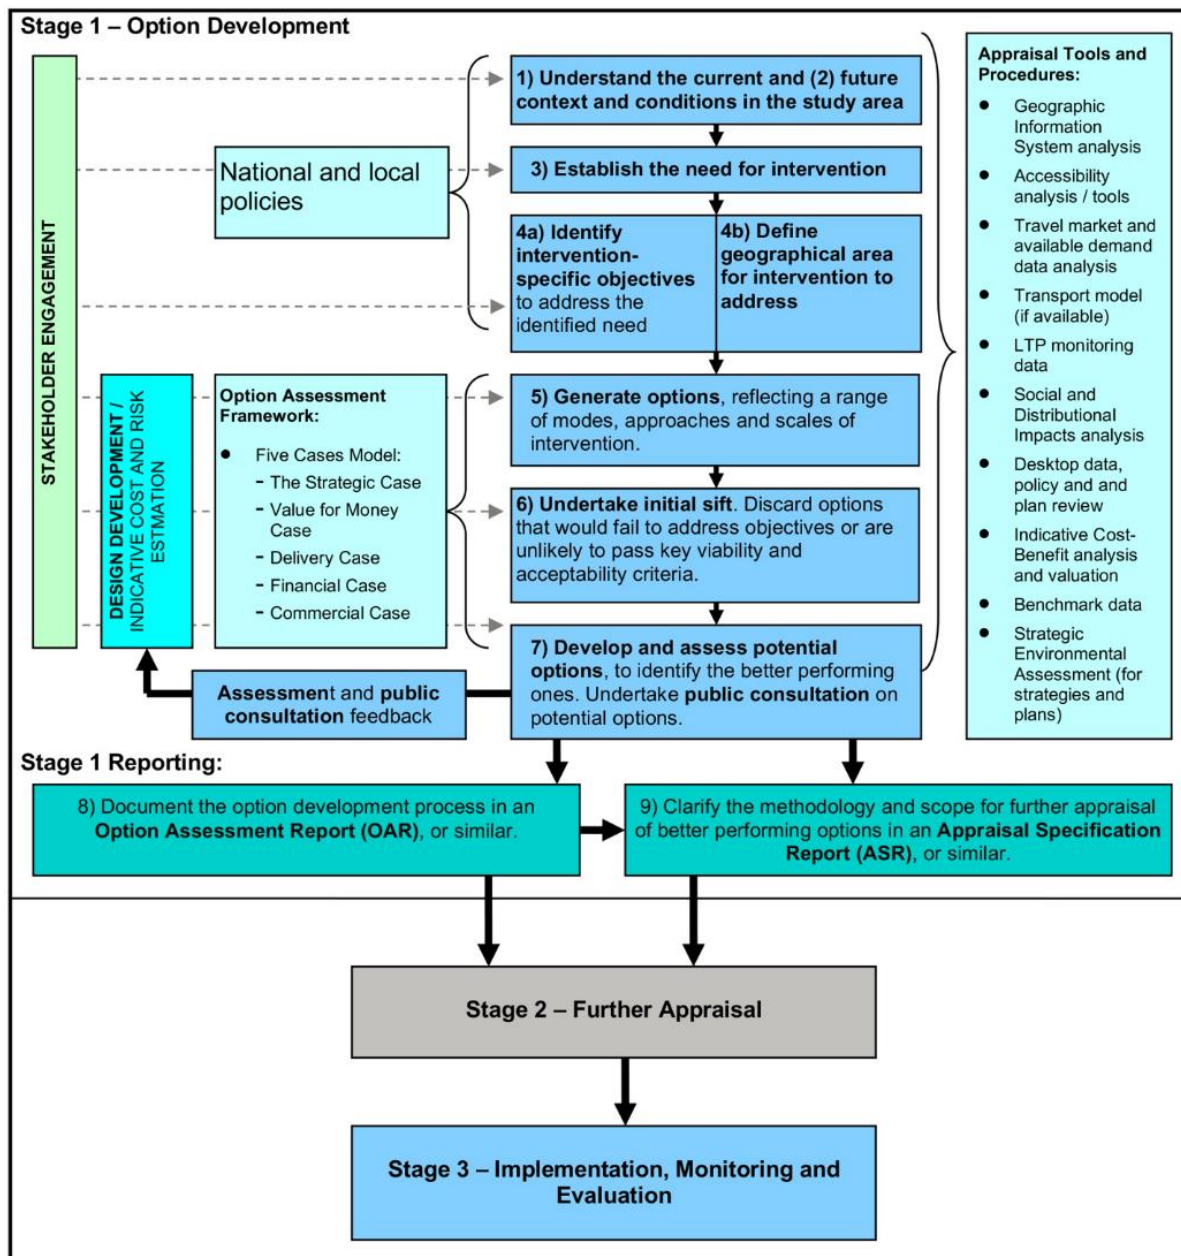 Stage 1 – Option Development
STAKEHOLDER ENGAGEMENT
National and local
policies
1) Understand the current and (2) future
context and conditions in the study area
3) Establish the need for intervention
4a) Identify
intervention-
specific objectives
to address the
identified need
4b) Define
geographical area
for intervention to
address
DESIGN DEVELOPMENT /
INDICATIVE COST AND RISK
ESTMATION
Option Assessment
Framework:
● Five Cases Model:
- The Strategic Case
- Value for Money
Case
- Delivery Case
- Financial Case
- Commercial Case
5) Generate options, reflecting a range
of modes, approaches and scales of
intervention.
6) Undertake initial sift. Discard options
that would fail to address objectives or are
unlikely to pass key viability and
acceptability criteria.
7) Develop and assess potential
options, to identify the better performing
ones. Undertake public consultation on
potential options.
Assessment and public
consultation feedback
Appraisal Tools and
Procedures:
● Geographic
Information
System analysis
● Accessibility
analysis / tools
● Travel market and
available demand
data analysis
● Transport model
(if available)
● LTP monitoring
data
● Social and
Distributional
Impacts analysis
● Desktop data,
policy and and
plan review
● Indicative Cost-
Benefit analysis
and valuation
● Benchmark data
● Strategic
Environmental
Assessment (for
strategies and
plans)
Stage 1 Reporting:
8) Document the option development process in an
Option Assessment Report (OAR), or similar.
9) Clarify the methodology and scope for further appraisal
of better performing options in an Appraisal Specification
Report (ASR), or similar.
Stage 2 – Further Appraisal
Stage 3 – Implementation, Monitoring and
Evaluation